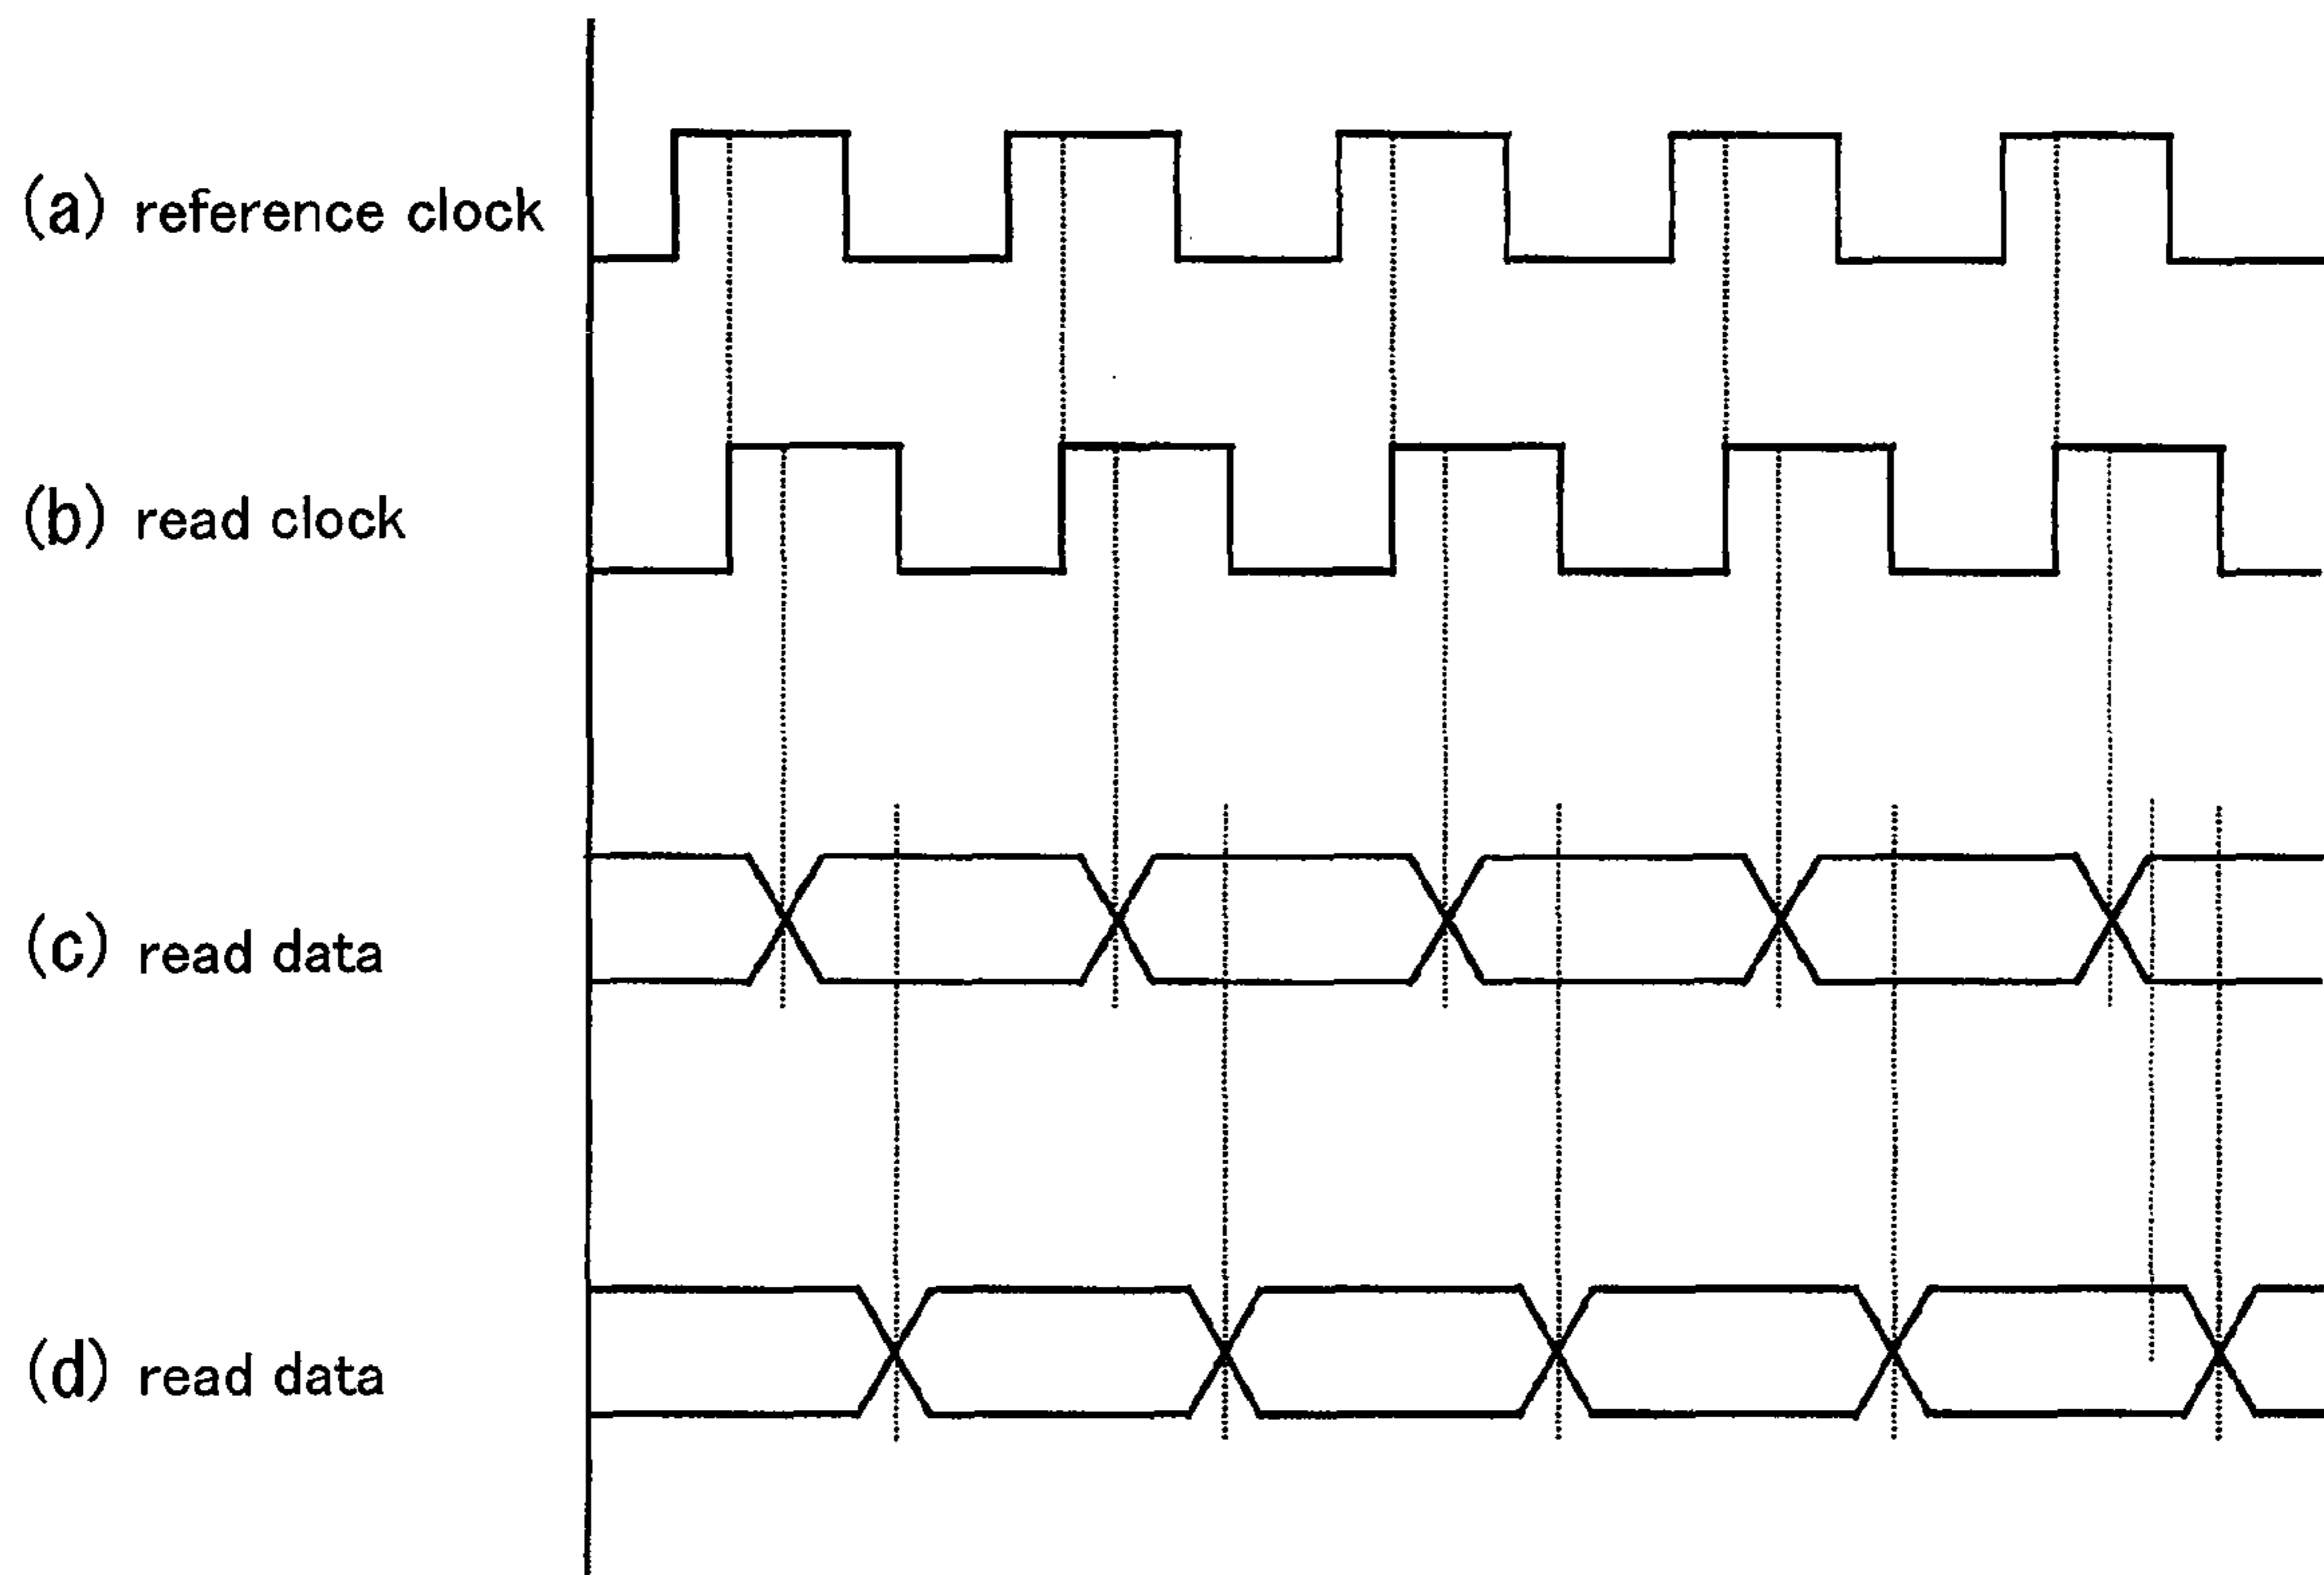 (a) reference clock
(b) read clock
(c) read data
(d) read data